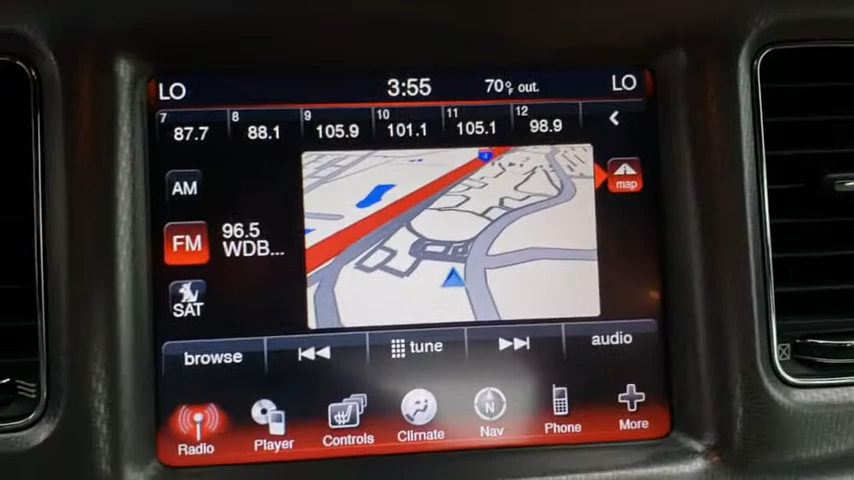 LO 3:55 70°F out. LO
7 8 9 10 11 12
87.7 88.1 105.9 101.1 105.1 98.9
AM
map
FM
96.5
WDB...
SAT
4
browse tune audio
Radio Player Controls Climate Nav Phone More
N